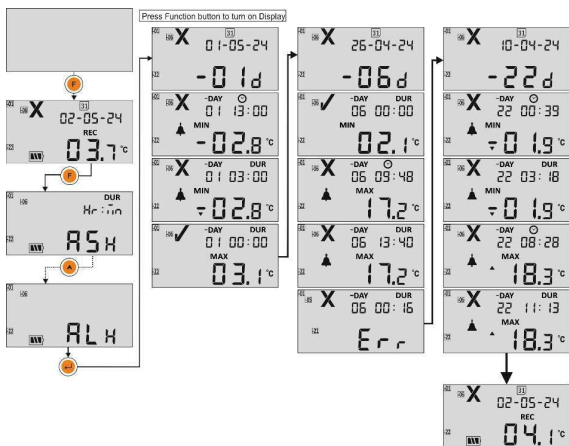 Press Function button to turn on Display
F
31
02-05-24
REC
03.7 °C
F
DUR
Hr:Mn
ASH
ALH
31
01-05-24
-01d
-DAY
01 13:00
MIN
-02.8 °C
-DAY DUR
01 03:00
MIN
-02.8 °C
-DAY DUR
01 00:00
MAX
03.1 °C
31
26-04-24
-06d
-DAY DUR
06 00:00
MIN
02.1 °C
-DAY
06 09:48
MAX
17.2 °C
-DAY DUR
06 13:40
MAX
17.2 °C
-DAY DUR
06 00:16
Err
31
10-04-24
-22d
-DAY
22 00:39
MIN
-01.9 °C
-DAY DUR
22 03:18
MIN
-01.9 °C
-DAY
22 08:28
MAX
18.3 °C
-DAY DUR
22 11:13
MAX
18.3 °C
31
02-05-24
REC
04.1 °C